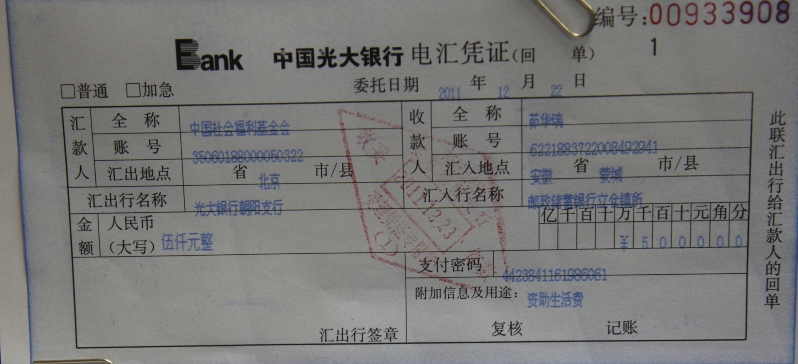 编号:00933908
Bank 中国光大银行 电汇凭证(回 单) 1
□普通 □加急 委托日期 2011 年 12 月 22 日
汇款人 全称 中国社会福利基金会 收款人 全称 茹华瑞
账号 35060188000050322 账号 6221883722008492941
汇出地点 省 北京 市/县 汇入地点 安徽 省 蒙城 市/县
汇出行名称 光大银行朝阳支行 汇入行名称 邮政储蓄银行立仓镇所
金额 人民币(大写) 伍仟元整 亿千百十万千百十元角分
¥500000
支付密码 4423841161986061
附加信息及用途: 资助生活费
汇出行签章 复核 记账
此联汇出行给汇款人的回单
2011.12.23
(1)